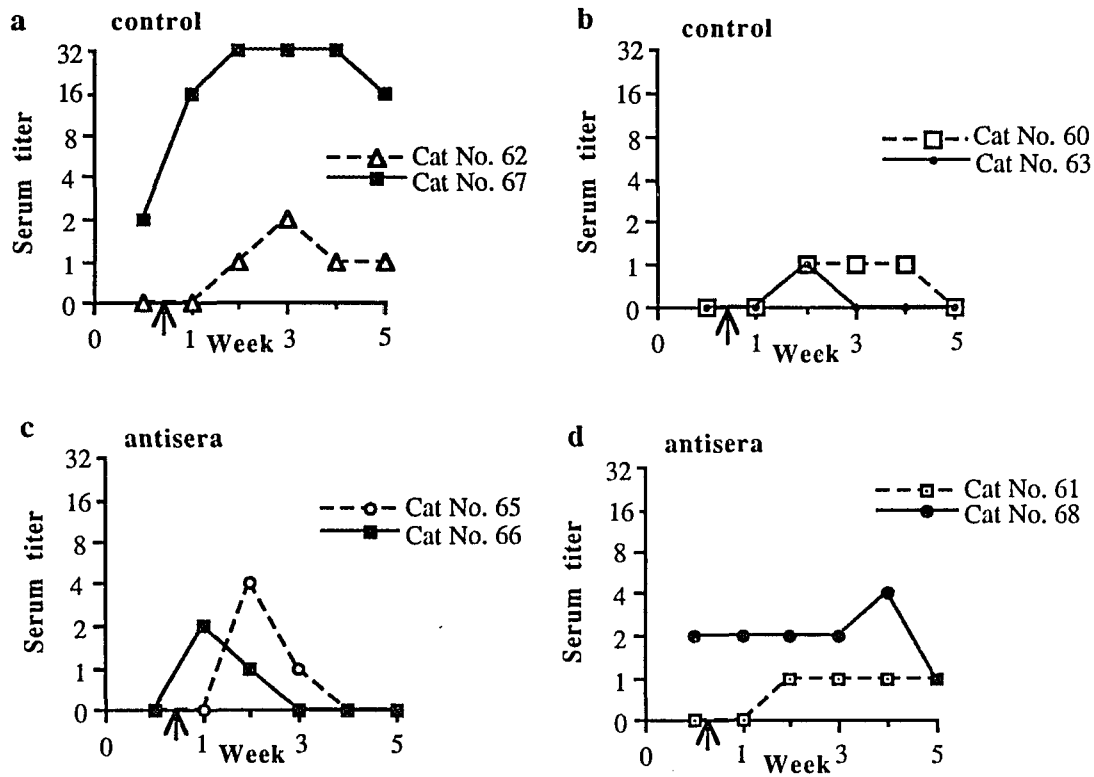 a
control
32
16
8
4
2
1
0
Serum titer
Cat No. 62
Cat No. 67
0 1 3 5
Week
b
control
32
16
8
4
2
1
0
Serum titer
Cat No. 60
Cat No. 63
0 1 3 5
Week
c
antisera
32
16
8
4
2
1
0
Serum titer
Cat No. 65
Cat No. 66
0 1 3 5
Week
d
antisera
32
16
8
4
2
1
0
Serum titer
Cat No. 61
Cat No. 68
0 1 3 5
Week